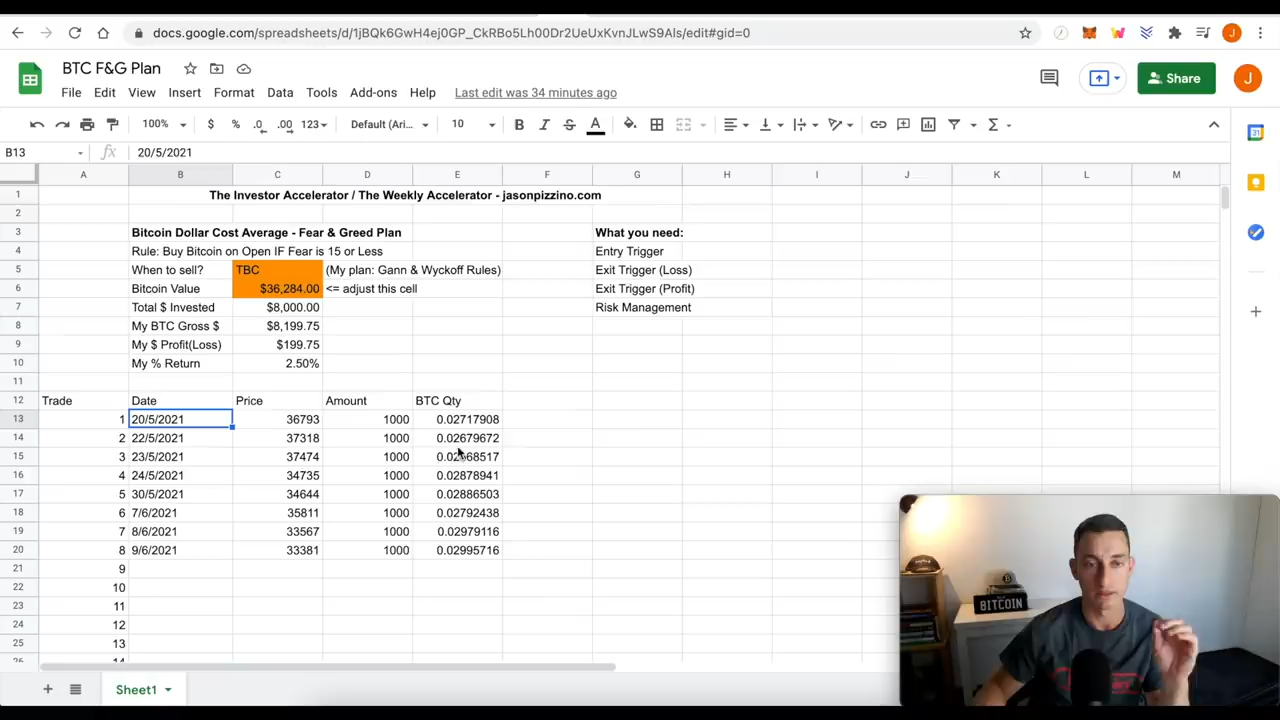 docs.google.com/spreadsheets/d/1jBQk6GwH4ej0GP_CkRBo5Lh00Dr2UeUxKvnJLwS9AIs/edit#gid=0
J
BTC F&G Plan
Share
J
File Edit View Insert Format Data Tools Add-ons Help Last edit was 34 minutes ago
100% $ % .0 .00 123 Default (Ari... 10 B I S A
B13 fx 20/5/2021
A B C D E F G H I J K L M
1 The Investor Accelerator / The Weekly Accelerator - jasonpizzino.com
2
3 Bitcoin Dollar Cost Average - Fear & Greed Plan What you need:
4 Rule: Buy Bitcoin on Open IF Fear is 15 or Less Entry Trigger
5 When to sell? TBC (My plan: Gann & Wyckoff Rules) Exit Trigger (Loss)
6 Bitcoin Value $36,284.00 <= adjust this cell Exit Trigger (Profit)
7 Total $ Invested $8,000.00 Risk Management
8 My BTC Gross $ $8,199.75
9 My $ Profit(Loss) $199.75
10 My % Return 2.50%
11
12 Trade Date Price Amount BTC Qty
13 1 20/5/2021 36793 1000 0.02717908
14 2 22/5/2021 37318 1000 0.02679672
15 3 23/5/2021 37474 1000 0.02668517
16 4 24/5/2021 34735 1000 0.02878941
17 5 30/5/2021 34644 1000 0.02886503
18 6 7/6/2021 35811 1000 0.02792438
19 7 8/6/2021 33567 1000 0.02979116
20 8 9/6/2021 33381 1000 0.02995716
21 9
22 10
23 11
24 12
25 13
26 14
BITCOIN
Sheet1